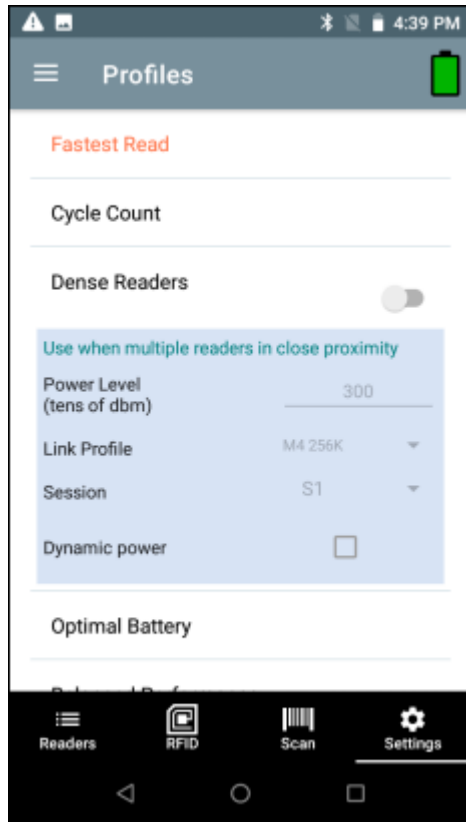 4:39 PM
Profiles
Fastest Read
Cycle Count
Dense Readers
Use when multiple readers in close proximity
Power Level
(tens of dbm)
300
Link Profile
M4 256K
Session
S1
Dynamic power
Optimal Battery
Readers
RFID
Scan
Settings